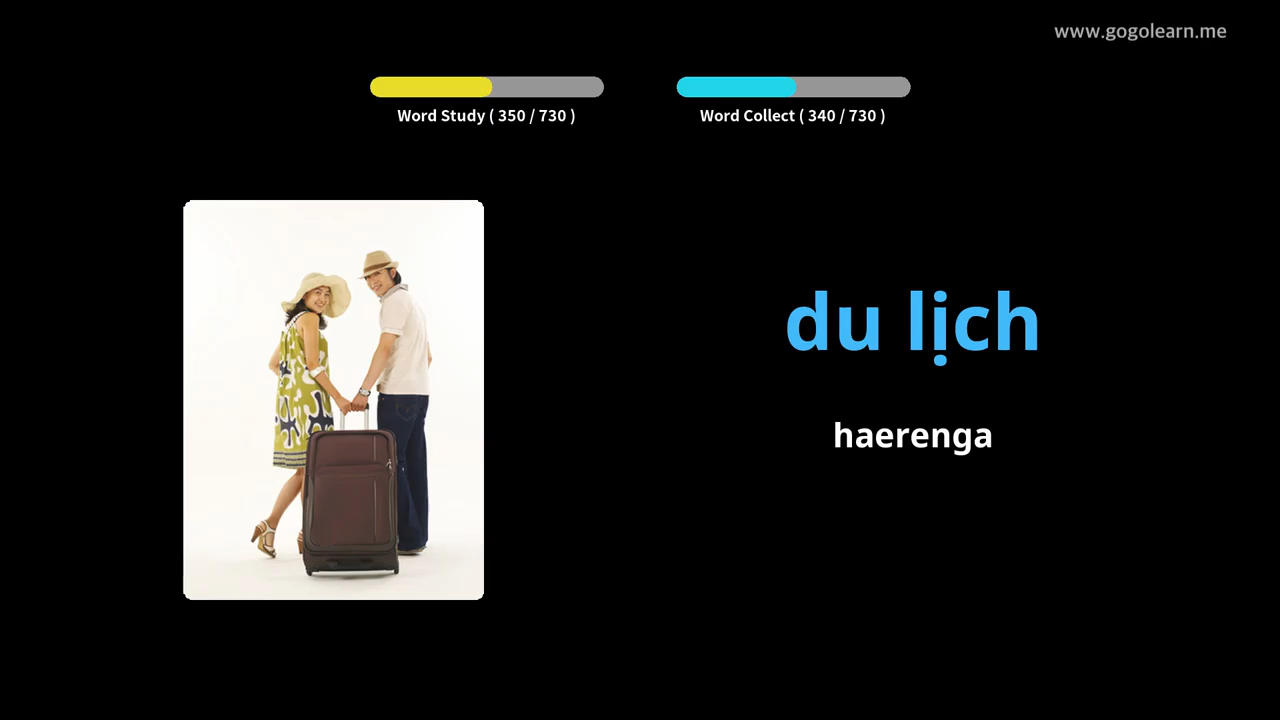 www.gogolearn.me
Word Study ( 350 / 730 )
Word Collect ( 340 / 730 )
du lịch
haerenga